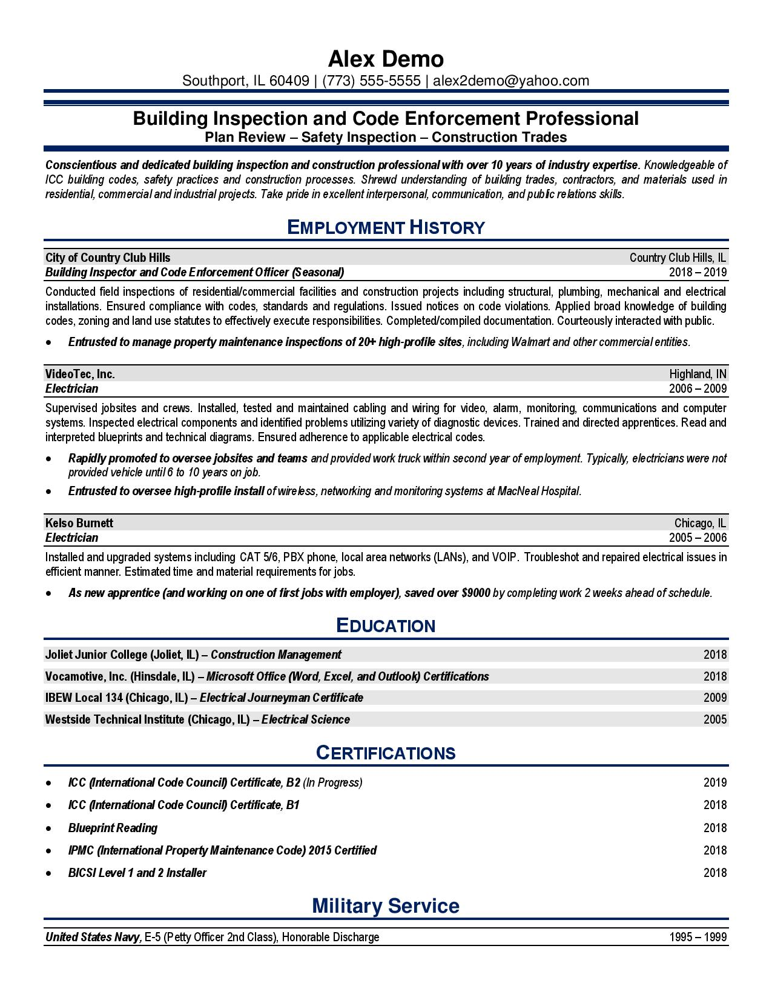 Alex Demo
Southport, IL 60409 | (773) 555-5555 | alex2demo@yahoo.com
Building Inspection and Code Enforcement Professional
Plan Review – Safety Inspection – Construction Trades
Conscientious and dedicated building inspection and construction professional with over 10 years of industry expertise. Knowledgeable of
ICC building codes, safety practices and construction processes. Shrewd understanding of building trades, contractors, and materials used in
residential, commercial and industrial projects. Take pride in excellent interpersonal, communication, and public relations skills.
EMPLOYMENT HISTORY
City of Country Club Hills Country Club Hills, IL
Building Inspector and Code Enforcement Officer (Seasonal) 2018 – 2019
Conducted field inspections of residential/commercial facilities and construction projects including structural, plumbing, mechanical and electrical
installations. Ensured compliance with codes, standards and regulations. Issued notices on code violations. Applied broad knowledge of building
codes, zoning and land use statutes to effectively execute responsibilities. Completed/compiled documentation. Courteously interacted with public.
• Entrusted to manage property maintenance inspections of 20+ high-profile sites, including Walmart and other commercial entities.
VideoTec, Inc. Highland, IN
Electrician 2006 – 2009
Supervised jobsites and crews. Installed, tested and maintained cabling and wiring for video, alarm, monitoring, communications and computer
systems. Inspected electrical components and identified problems utilizing variety of diagnostic devices. Trained and directed apprentices. Read and
interpreted blueprints and technical diagrams. Ensured adherence to applicable electrical codes.
• Rapidly promoted to oversee jobsites and teams and provided work truck within second year of employment. Typically, electricians were not
provided vehicle until 6 to 10 years on job.
• Entrusted to oversee high-profile install of wireless, networking and monitoring systems at MacNeal Hospital.
Kelso Burnett Chicago, IL
Electrician 2005 – 2006
Installed and upgraded systems including CAT 5/6, PBX phone, local area networks (LANs), and VOIP. Troubleshot and repaired electrical issues in
efficient manner. Estimated time and material requirements for jobs.
• As new apprentice (and working on one of first jobs with employer), saved over $9000 by completing work 2 weeks ahead of schedule.
EDUCATION
Joliet Junior College (Joliet, IL) – Construction Management 2018
Vocamotive, Inc. (Hinsdale, IL) – Microsoft Office (Word, Excel, and Outlook) Certifications 2018
IBEW Local 134 (Chicago, IL) – Electrical Journeyman Certificate 2009
Westside Technical Institute (Chicago, IL) – Electrical Science 2005
CERTIFICATIONS
• ICC (International Code Council) Certificate, B2 (In Progress) 2019
• ICC (International Code Council) Certificate, B1 2018
• Blueprint Reading 2018
• IPMC (International Property Maintenance Code) 2015 Certified 2018
• BICSI Level 1 and 2 Installer 2018
Military Service
United States Navy, E-5 (Petty Officer 2nd Class), Honorable Discharge 1995 – 1999